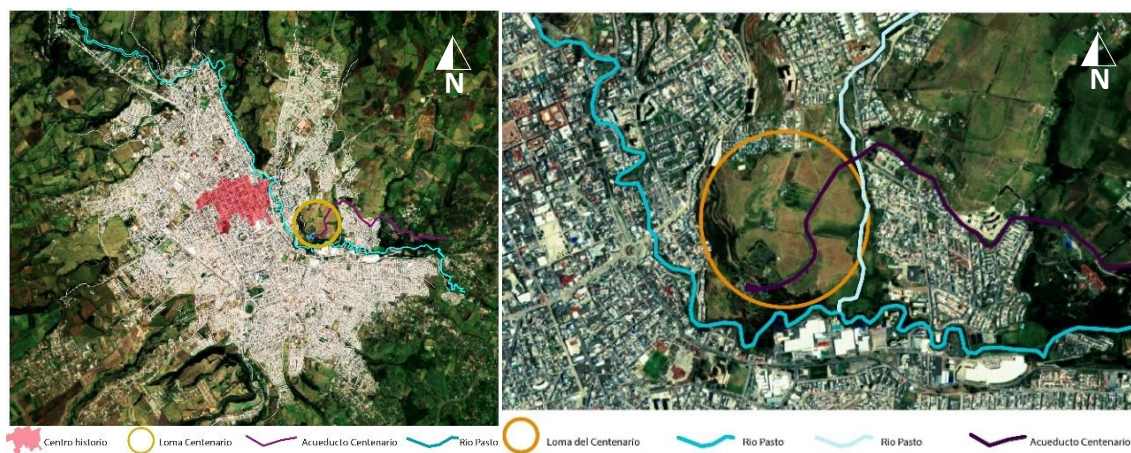 N
N
Centro historio
Loma Centenario
Acueducto Centenario
Rio Pasto
Loma del Centenario
Rio Pasto
Rio Pasto
Acueducto Centenario